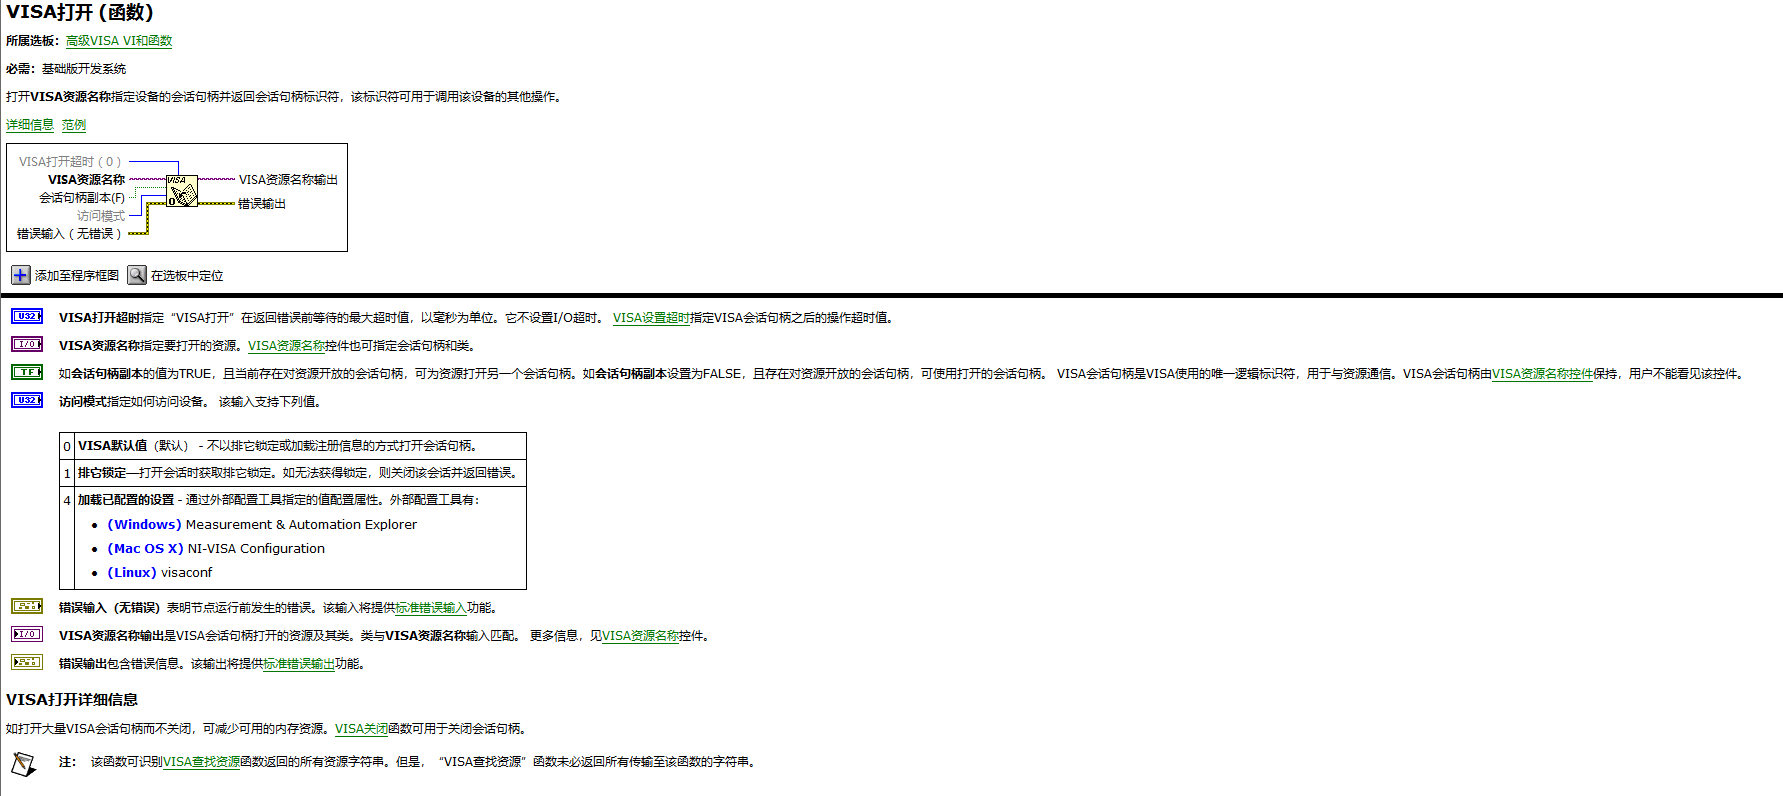 VISA打开 (函数)
所属选板：高级VISA VI和函数
必需：基础版开发系统
打开VISA资源名称指定设备的会话句柄并返回会话句柄标识符，该标识符可用于调用该设备的其他操作。
详细信息 范例
VISA打开超时（0）
VISA资源名称
会话句柄副本(F)
访问模式
错误输入（无错误）
VISA
VISA资源名称输出
错误输出
添加至程序框图 在选板中定位
U32 VISA打开超时指定“VISA打开”在返回错误前等待的最大超时值，以毫秒为单位。它不设置I/O超时。 VISA设置超时指定VISA会话句柄之后的操作超时值。
I/O VISA资源名称指定要打开的资源。VISA资源名称控件也可指定会话句柄和类。
TF 如会话句柄副本的值为TRUE，且当前存在对资源开放的会话句柄，可为资源打开另一个会话句柄。如会话句柄副本设置为FALSE，且存在对资源开放的会话句柄，可使用打开的会话句柄。 VISA会话句柄是VISA使用的唯一逻辑标识符，用于与资源通信。VISA会话句柄由VISA资源名称控件保持，用户不能看见该控件。
U32 访问模式指定如何访问设备。 该输入支持下列值。
0 VISA默认值（默认） - 不以排它锁定或加载注册信息的方式打开会话句柄。
1 排它锁定—打开会话时获取排它锁定。如无法获得锁定，则关闭该会话并返回错误。
4 加载已配置的设置 - 通过外部配置工具指定的值配置属性。外部配置工具有：
• (Windows) Measurement & Automation Explorer
• (Mac OS X) NI-VISA Configuration
• (Linux) visaconf
错误输入（无错误）表明节点运行前发生的错误。该输入将提供标准错误输入功能。
I/O VISA资源名称输出是VISA会话句柄打开的资源及其类。类与VISA资源名称输入匹配。 更多信息，见VISA资源名称控件。
错误输出包含错误信息。该输出将提供标准错误输出功能。
VISA打开详细信息
如打开大量VISA会话句柄而不关闭，可减少可用的内存资源。VISA关闭函数可用于关闭会话句柄。
注： 该函数可识别VISA查找资源函数返回的所有资源字符串。但是，“VISA查找资源”函数未必返回所有传输至该函数的字符串。